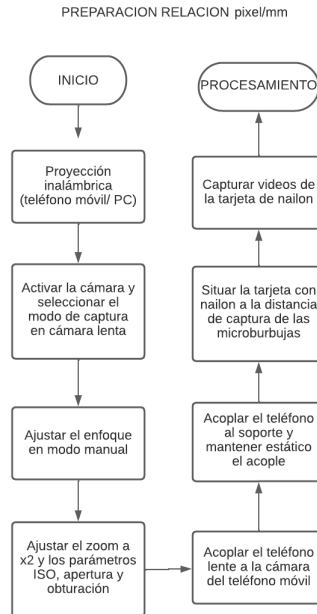 PREPARACION RELACION pixel/mm
INICIO
Proyección
inalámbrica
(teléfono móvil/ PC)
Activar la cámara y
seleccionar el
modo de captura
en cámara lenta
Ajustar el enfoque
en modo manual
Ajustar el zoom a
x2 y los parámetros
ISO, apertura y
obturación
Acoplar el teléfono
lente a la cámara
del teléfono móvil
Acoplar el teléfono
al soporte y
mantener estático
el acople
Situar la tarjeta con
nailon a la distancia
de captura de las
microburbujas
Capturar videos de
la tarjeta de nailon
PROCESAMIENTO